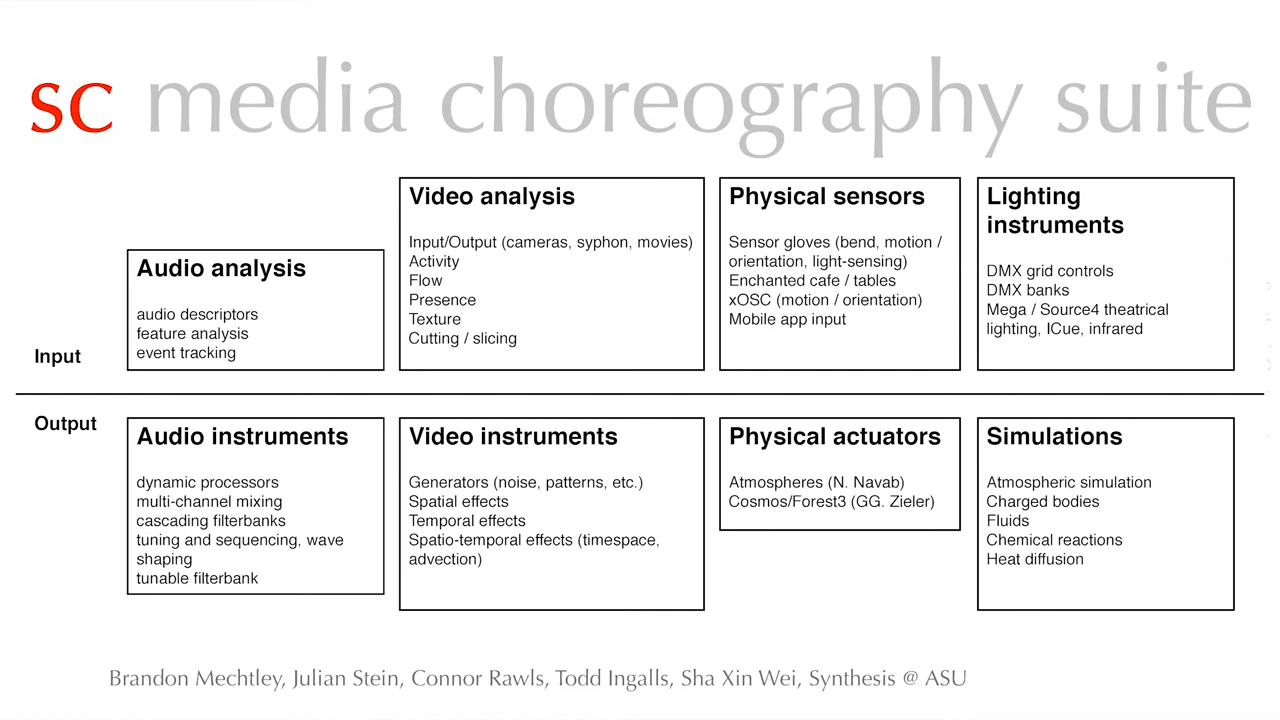 sc media choreography suite
Audio analysis
audio descriptors
feature analysis
event tracking
Video analysis
Input/Output (cameras, syphon, movies)
Activity
Flow
Presence
Texture
Cutting / slicing
Physical sensors
Sensor gloves (bend, motion /
orientation, light-sensing)
Enchanted cafe / tables
xOSC (motion / orientation)
Mobile app input
Lighting
instruments
DMX grid controls
DMX banks
Mega / Source4 theatrical
lighting, ICue, infrared
Input
Output
Audio instruments
dynamic processors
multi-channel mixing
cascading filterbanks
tuning and sequencing, wave
shaping
tunable filterbank
Video instruments
Generators (noise, patterns, etc.)
Spatial effects
Temporal effects
Spatio-temporal effects (timespace,
advection)
Physical actuators
Atmospheres (N. Navab)
Cosmos/Forest3 (GG. Zieler)
Simulations
Atmospheric simulation
Charged bodies
Fluids
Chemical reactions
Heat diffusion
Brandon Mechtley, Julian Stein, Connor Rawls, Todd Ingalls, Sha Xin Wei, Synthesis @ ASU